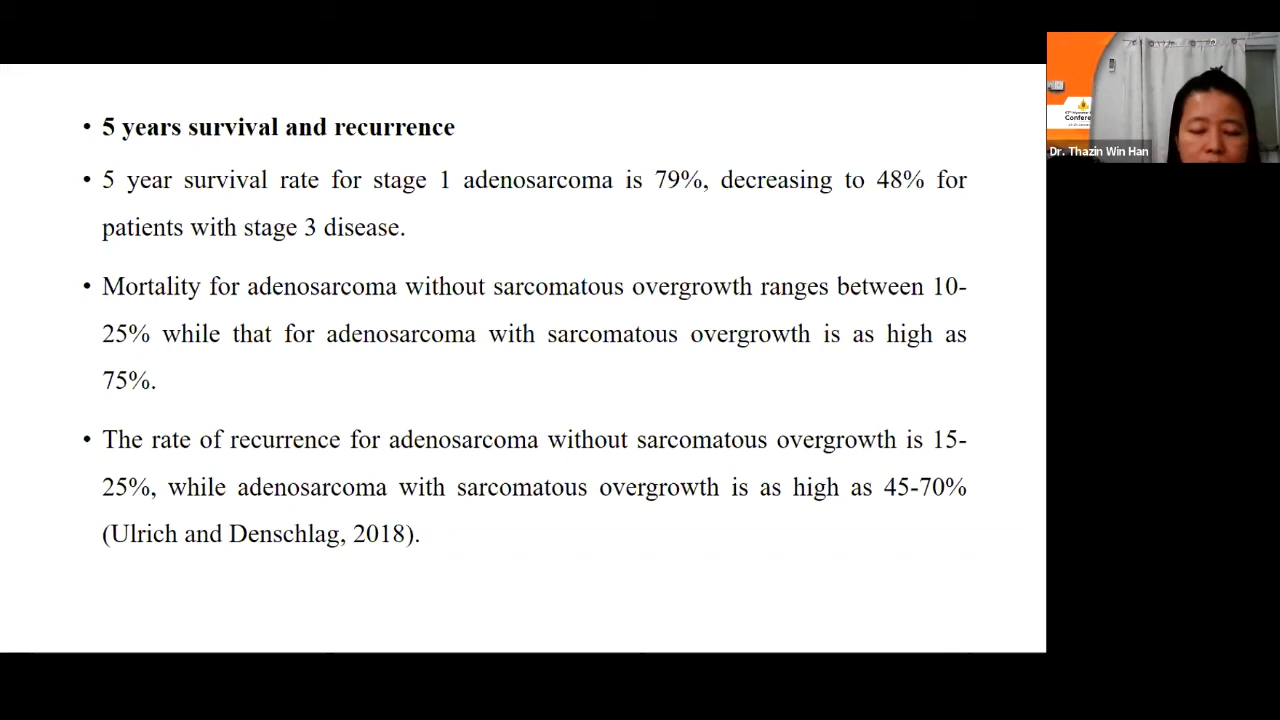 • 5 years survival and recurrence
• 5 year survival rate for stage 1 adenosarcoma is 79%, decreasing to 48% for
patients with stage 3 disease.
• Mortality for adenosarcoma without sarcomatous overgrowth ranges between 10-
25% while that for adenosarcoma with sarcomatous overgrowth is as high as
75%.
• The rate of recurrence for adenosarcoma without sarcomatous overgrowth is 15-
25%, while adenosarcoma with sarcomatous overgrowth is as high as 45-70%
(Ulrich and Denschlag, 2018).
Conferen
Dr. Thazin Win Han